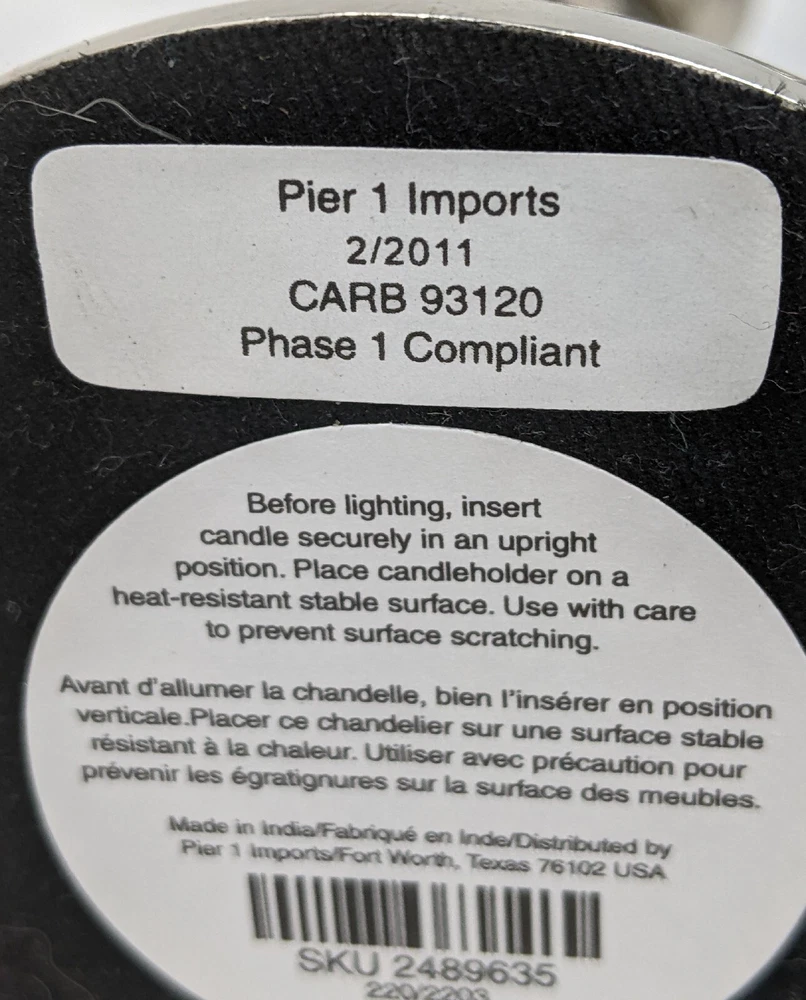 Pier 1 Imports
2/2011
CARB 93120
Phase 1 Compliant
Before lighting, insert
candle securely in an upright
position. Place candleholder on a
heat-resistant stable surface. Use with care
to prevent surface scratching.
Avant d'allumer la chandelle, bien l'insérer en position
verticale.Placer ce chandelier sur une surface stable
résistant à la chaleur. Utiliser avec précaution pour
prévenir les égratignures sur la surface des meubles.
Made in India/Fabriqué en Inde/Distributed by
Pier 1 Imports/Fort Worth, Texas 76102 USA
SKU 2489635
220/2203